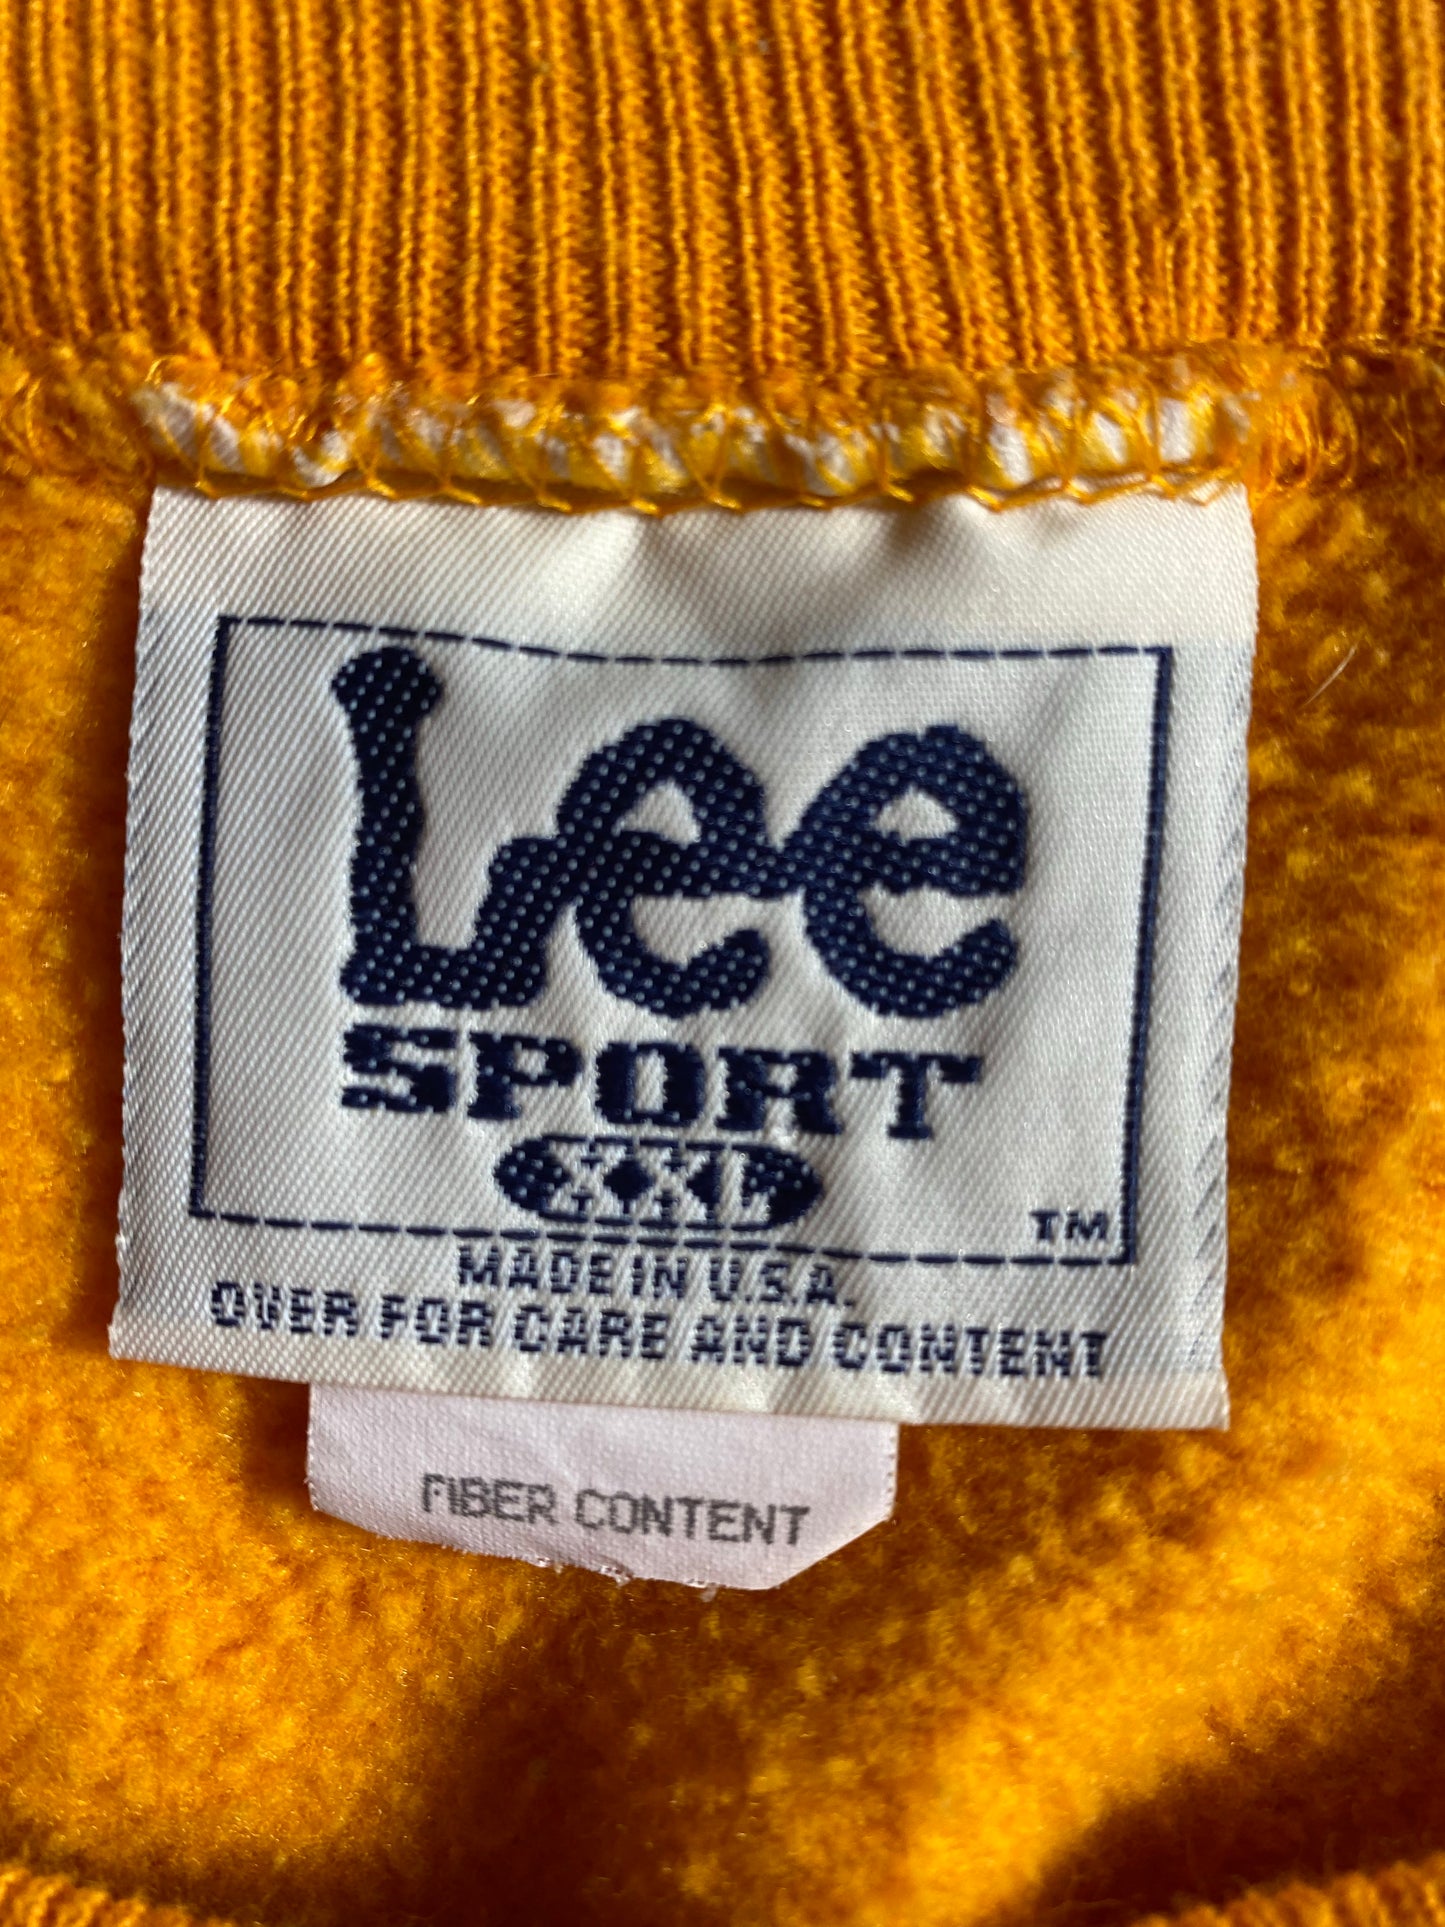 Lee
SPORT
XXL
TM
MADE IN U.S.A.
OVER FOR CARE AND CONTENT
FIBER CONTENT